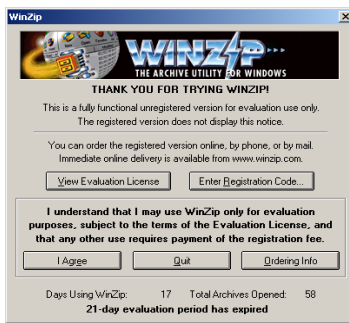 WinZip
WINZIP
THE ARCHIVE UTILITY FOR WINDOWS
THANK YOU FOR TRYING WINZIP!
This is a fully functional unregistered version for evaluation use only.
The registered version does not display this notice.
You can order the registered version online, by phone, or by mail.
Immediate online delivery is available from www.winzip.com.
View Evaluation License Enter Registration Code...
I understand that I may use WinZip only for evaluation
purposes, subject to the terms of the Evaluation License, and
that any other use requires payment of the registration fee.
I Agree Quit Ordering Info
Days Using WinZip: 17 Total Archives Opened: 58
21-day evaluation period has expired